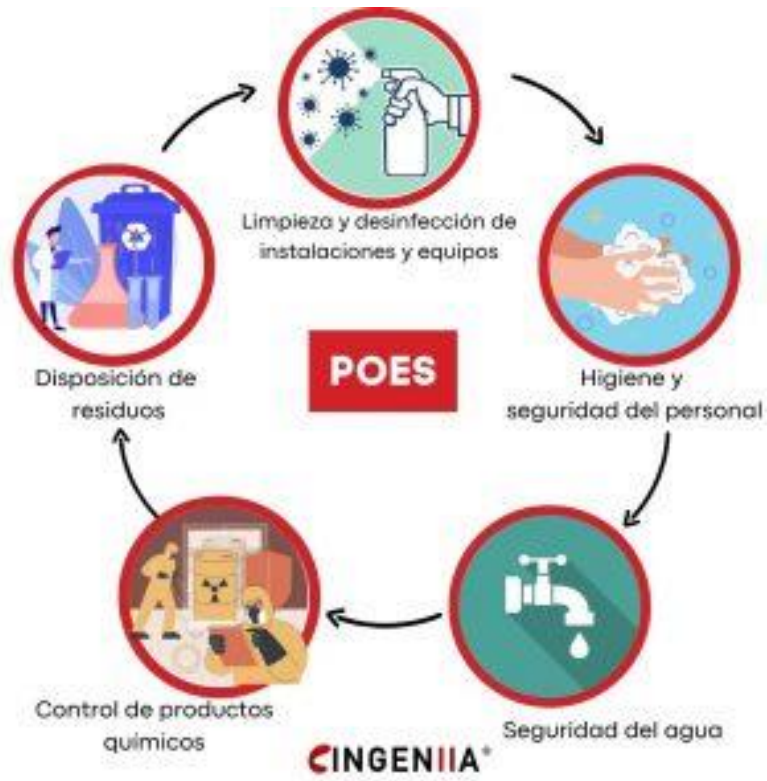 Limpieza y desinfección de
instalaciones y equipos
Higiene y
seguridad del personal
Seguridad del agua
Control de productos
químicos
Disposición de
residuos
POES
CINGENIIA®